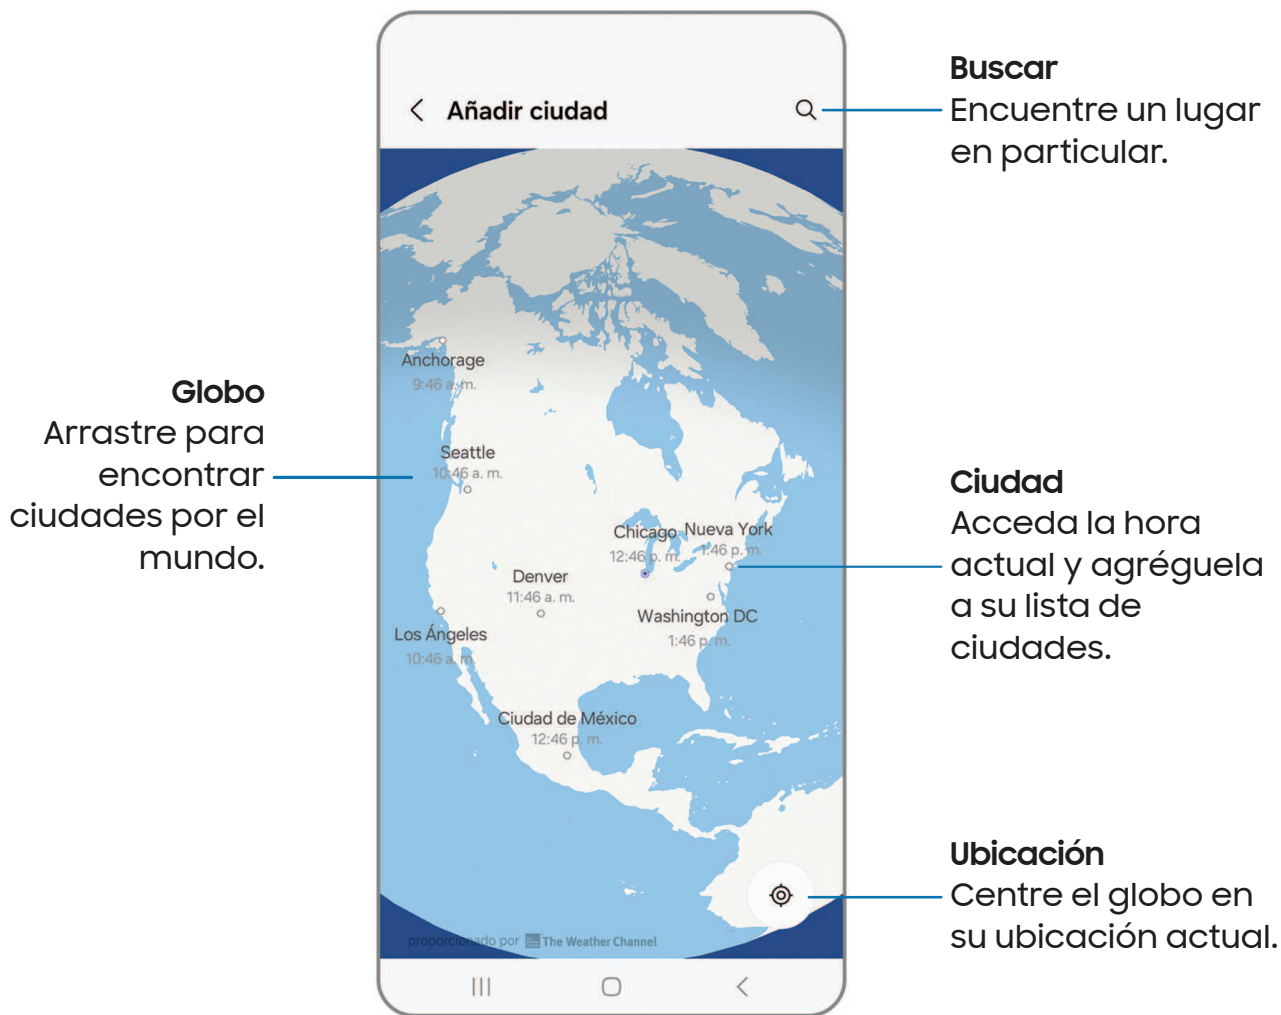 Añadir ciudad
Buscar
Encuentre un lugar
en particular.
Globo
Arrastre para
encontrar
ciudades por el
mundo.
Anchorage
9:46 a. m.
Seattle
10:46 a. m.
Chicago
12:46 p. m.
Nueva York
1:46 p. m.
Denver
11:46 a. m.
Washington DC
1:46 p. m.
Los Ángeles
10:46 a. m.
Ciudad de México
12:46 p. m.
Ciudad
Acceda la hora
actual y agréguela
a su lista de
ciudades.
Ubicación
Centre el globo en
su ubicación actual.
proporcionado por The Weather Channel